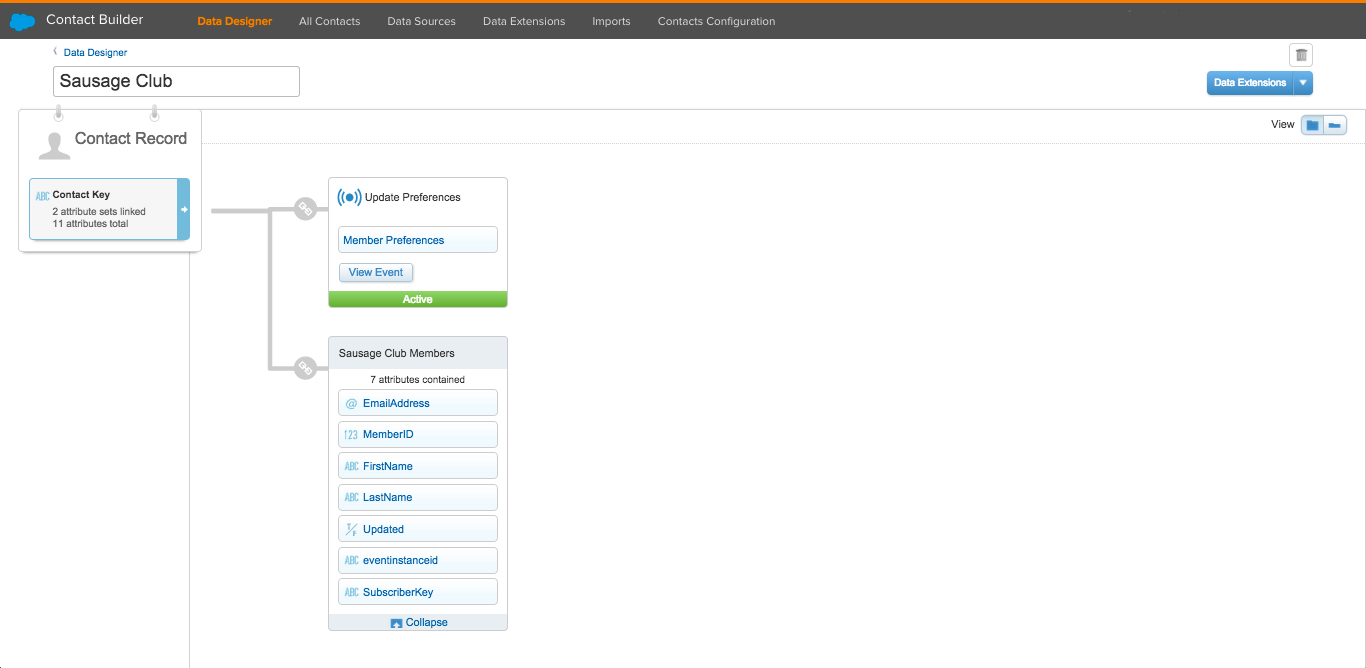 Contact Builder
Data Designer All Contacts Data Sources Data Extensions Imports Contacts Configuration
Data Designer
Sausage Club
Data Extensions
View
Contact Record
ABC Contact Key
2 attribute sets linked
11 attributes total
Update Preferences
Member Preferences
View Event
Active
Sausage Club Members
7 attributes contained
@ EmailAddress
123 MemberID
ABC FirstName
ABC LastName
T/F Updated
ABC eventinstanceid
ABC SubscriberKey
Collapse